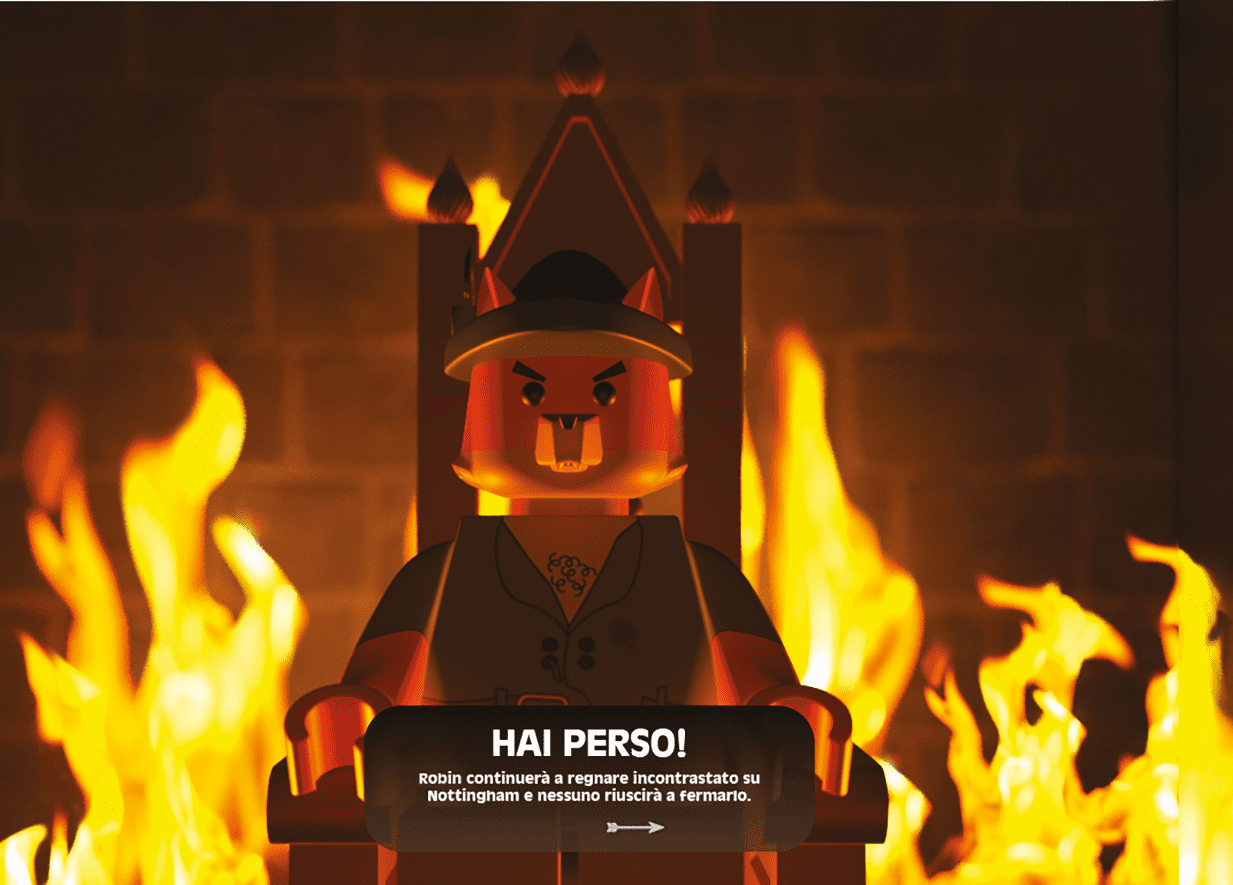 HAI PERSO!
Robin continuerà a regnare incontrastato su
Nottingham e nessuno riuscirà a fermarlo.